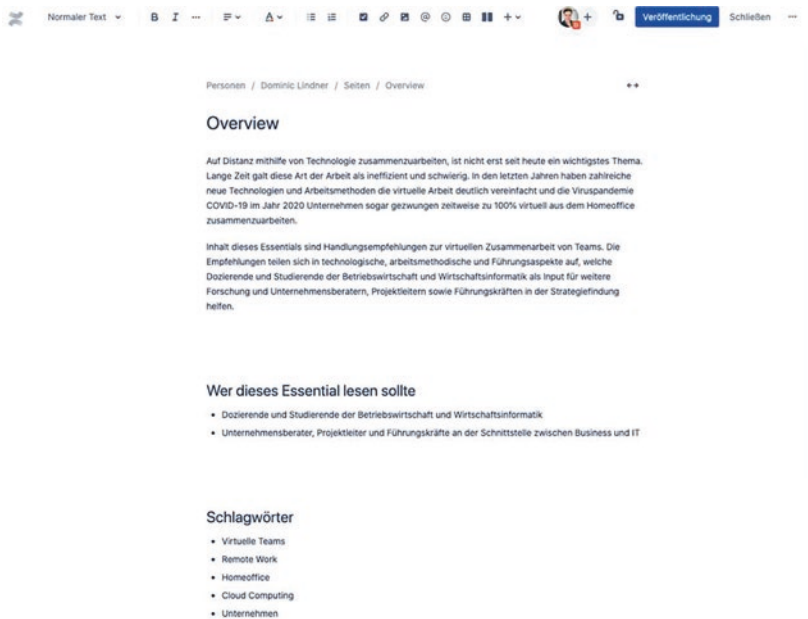 Normaler Text
B I
A
@
Veröffentlichung
Schließen
Personen / Dominic Lindner / Seiten / Overview
Overview
Auf Distanz mithilfe von Technologie zusammenzuarbeiten, ist nicht erst seit heute ein wichtigstes Thema.
Lange Zeit galt diese Art der Arbeit als ineffizient und schwierig. In den letzten Jahren haben zahlreiche
neue Technologien und Arbeitsmethoden die virtuelle Arbeit deutlich vereinfacht und die Viruspandemie
COVID-19 im Jahr 2020 Unternehmen sogar gezwungen zeitweise zu 100% virtuell aus dem Homeoffice
zusammenzuarbeiten.
Inhalt dieses Essentials sind Handlungsempfehlungen zur virtuellen Zusammenarbeit von Teams. Die
Empfehlungen teilen sich in technologische, arbeitsmethodische und Führungsaspekte auf, welche
Dozierende und Studierende der Betriebswirtschaft und Wirtschaftsinformatik als Input für weitere
Forschung und Unternehmensberatern, Projektleitern sowie Führungskräften in der Strategiefindung
helfen.
Wer dieses Essential lesen sollte
• Dozierende und Studierende der Betriebswirtschaft und Wirtschaftsinformatik
• Unternehmensberater, Projektleiter und Führungskräfte an der Schnittstelle zwischen Business und IT
Schlagwörter
• Virtuelle Teams
• Remote Work
• Homeoffice
• Cloud Computing
• Unternehmen